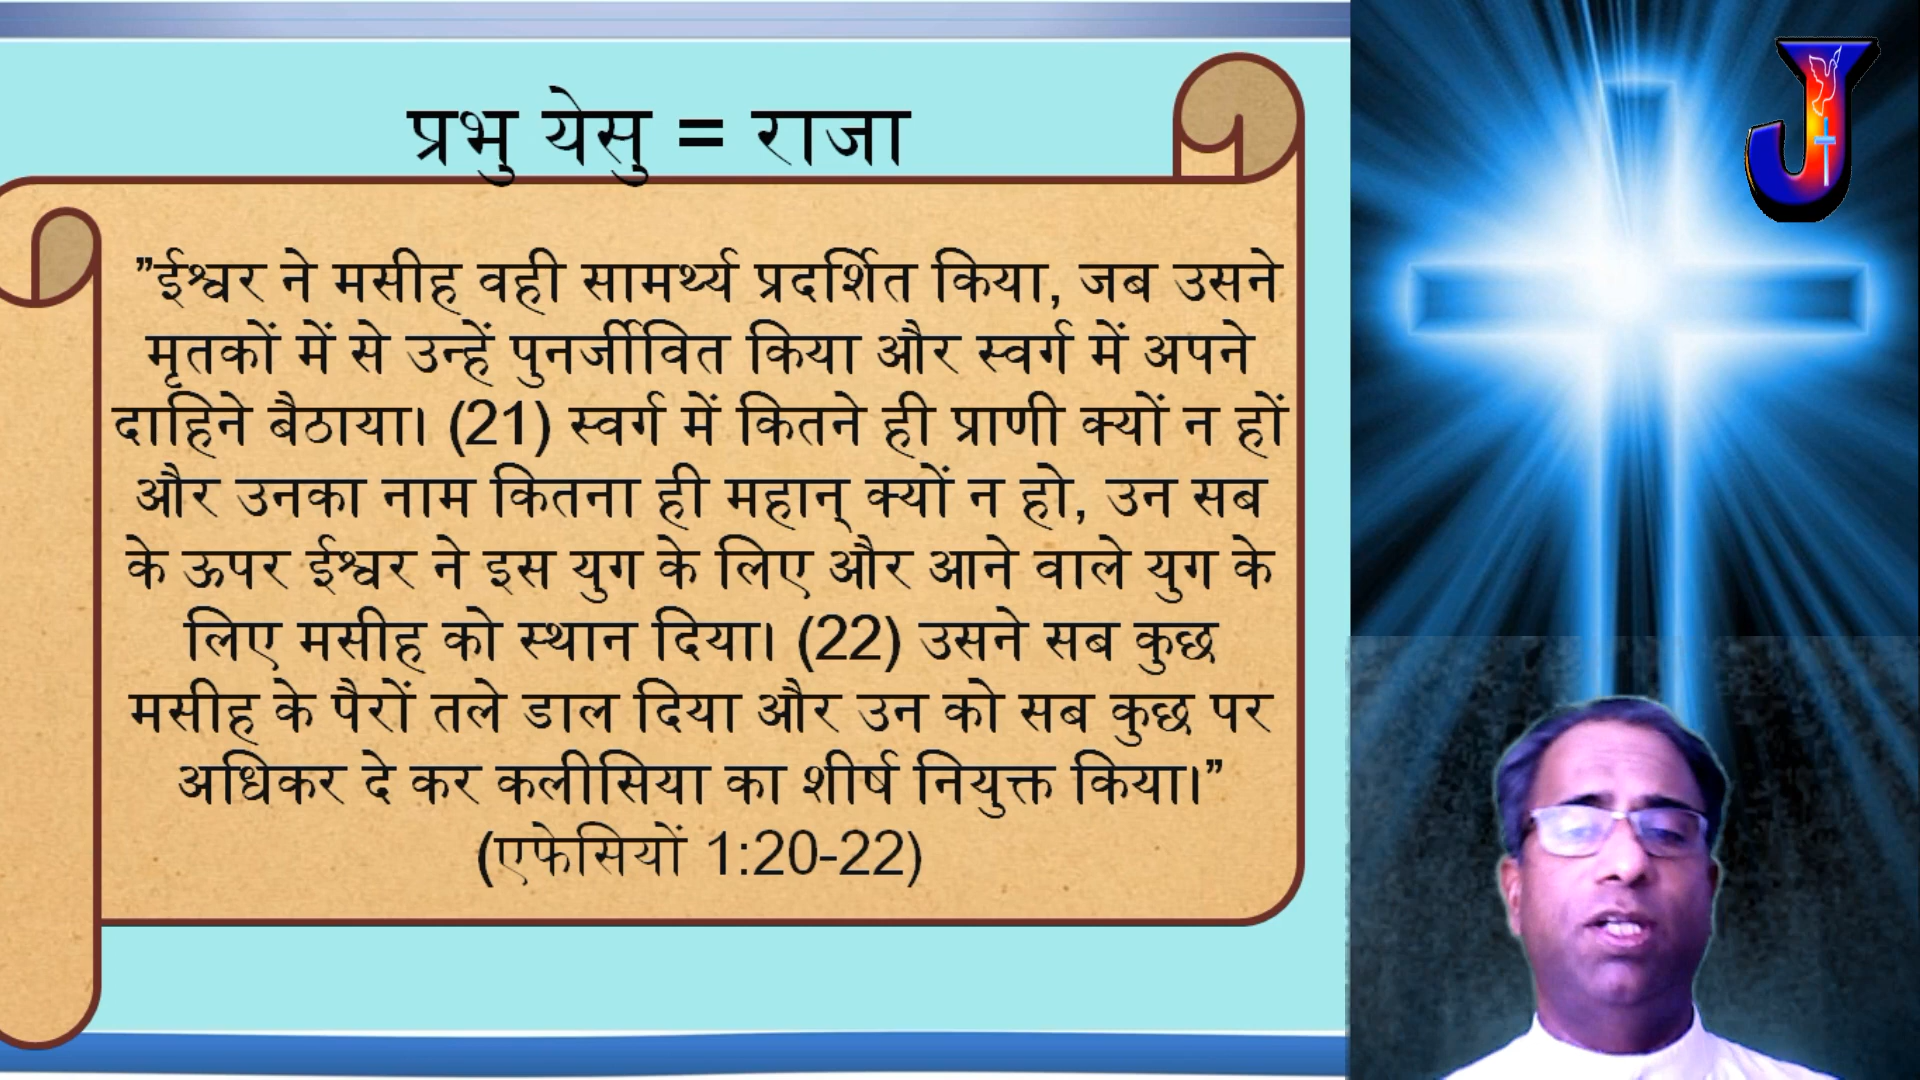 प्रभु येसु = राजा
”ईश्वर ने मसीह वही सामर्थ्य प्रदर्शित किया, जब उसने
मृतकों में से उन्हें पुनर्जीवित किया और स्वर्ग में अपने
दाहिने बैठाया। (21) स्वर्ग में कितने ही प्राणी क्यों न हों
और उनका नाम कितना ही महान् क्यों न हो, उन सब
के ऊपर ईश्वर ने इस युग के लिए और आने वाले युग के
लिए मसीह को स्थान दिया। (22) उसने सब कुछ
मसीह के पैरों तले डाल दिया और उन को सब कुछ पर
अधिकर दे कर कलीसिया का शीर्ष नियुक्त किया।”
(एफेसियों 1:20-22)
J